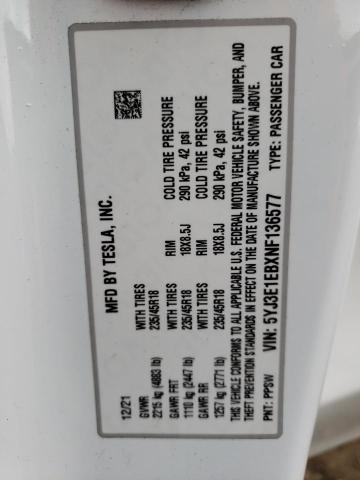 MFD BY TESLA, INC.
12/21
GVWR WITH TIRES RIM COLD TIRE PRESSURE
2215 kg (4883 lb) 235/45R18 18X8.5J 290 kPa, 42 psi
GAWR FRT WITH TIRES RIM COLD TIRE PRESSURE
1110 kg (2447 lb) 235/45R18 18X8.5J 290 kPa, 42 psi
GAWR RR
1257 kg (2771 lb) 235/45R18
THIS VEHICLE CONFORMS TO ALL APPLICABLE U.S. FEDERAL MOTOR VEHICLE SAFETY, BUMPER, AND
THEFT PREVENTION STANDARDS IN EFFECT ON THE DATE OF MANUFACTURE SHOWN ABOVE.
VIN: 5YJ3E1EBXNF136577
PNT: PPSW TYPE: PASSENGER CAR